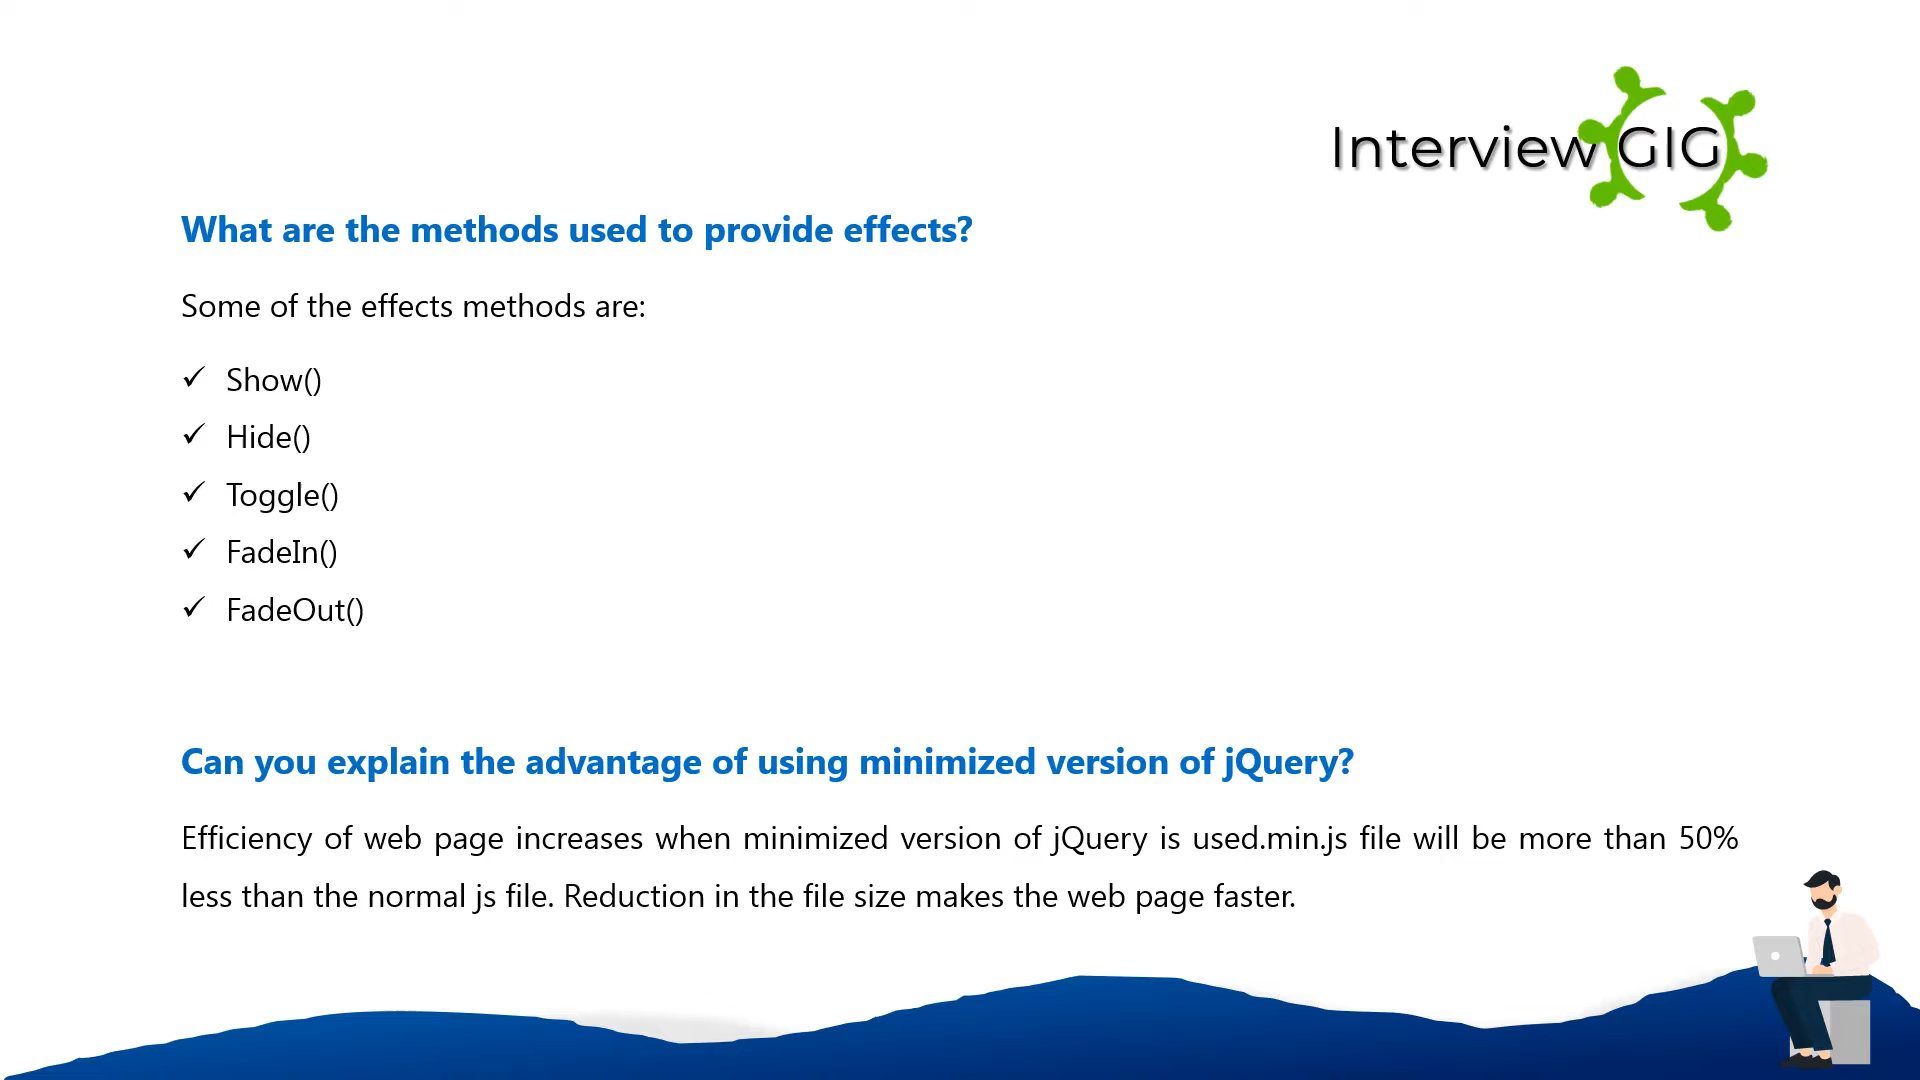 Interview GIG
What are the methods used to provide effects?
Some of the effects methods are:
✓ Show()
✓ Hide()
✓ Toggle()
✓ FadeIn()
✓ FadeOut()
Can you explain the advantage of using minimized version of jQuery?
Efficiency of web page increases when minimized version of jQuery is used.min.js file will be more than 50%
less than the normal js file. Reduction in the file size makes the web page faster.